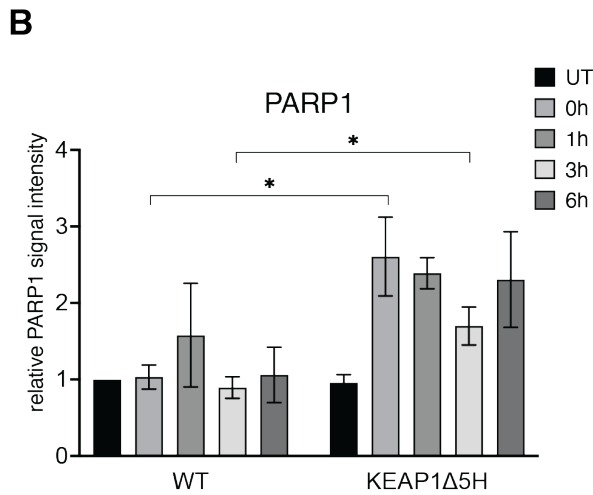 B
PARP1
UT
0h
1h
3h
6h
relative PARP1 signal intensity
4
3
2
1
0
*
*
WT
KEAP1Δ5H